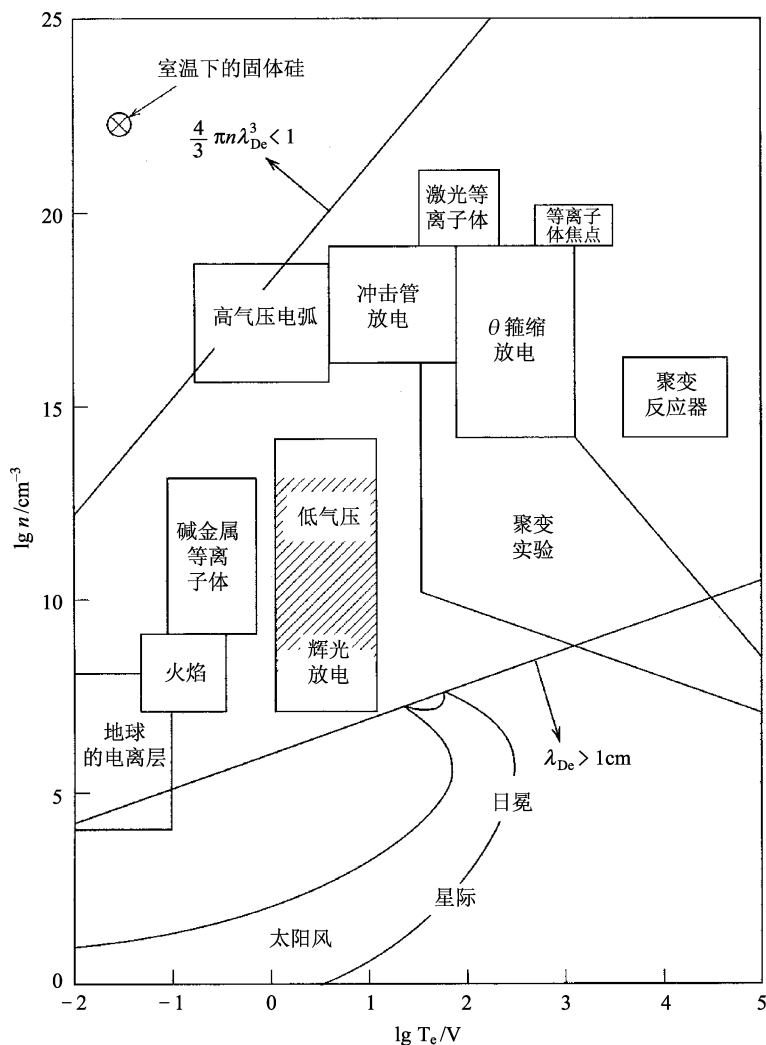 25
室温下的固体硅
4/3 πnλ³De<1
激光等
离子体
等离子
体焦点
20
冲击管
放电
高气压电弧
θ箍缩
放电
聚变
反应器
15
lg n/cm⁻³
低气压
碱金属
等离
子体
聚变
实验
10
辉光
放电
火焰
地球
的电离层
λDe>1cm
5
日冕
星际
太阳风
0
−2 −1 0 1 2 3 4 5
lg Te/V